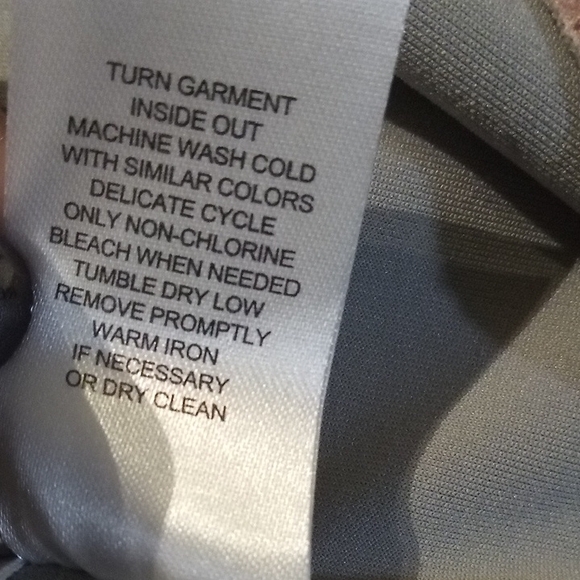 TURN GARMENT
INSIDE OUT
MACHINE WASH COLD
WITH SIMILAR COLORS
DELICATE CYCLE
ONLY NON-CHLORINE
BLEACH WHEN NEEDED
TUMBLE DRY LOW
REMOVE PROMPTLY
WARM IRON
IF NECESSARY
OR DRY CLEAN